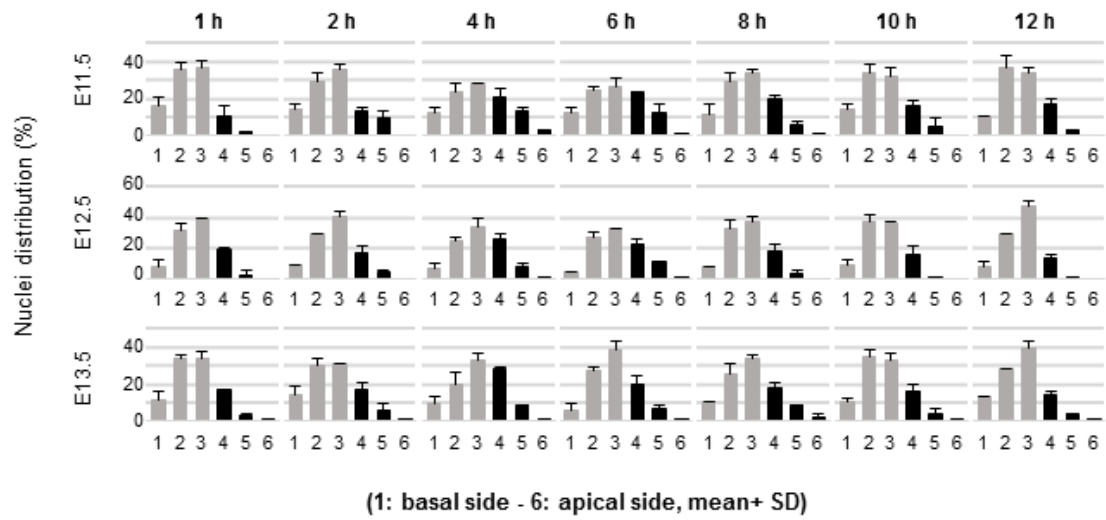 1 h 2 h 4 h 6 h 8 h 10 h 12 h
Nuclei distribution (%)
E11.5
40
20
0
1 2 3 4 5 6 1 2 3 4 5 6 1 2 3 4 5 6 1 2 3 4 5 6 1 2 3 4 5 6 1 2 3 4 5 6 1 2 3 4 5 6
E12.5
60
40
20
0
1 2 3 4 5 6 1 2 3 4 5 6 1 2 3 4 5 6 1 2 3 4 5 6 1 2 3 4 5 6 1 2 3 4 5 6 1 2 3 4 5 6
E13.5
40
20
0
1 2 3 4 5 6 1 2 3 4 5 6 1 2 3 4 5 6 1 2 3 4 5 6 1 2 3 4 5 6 1 2 3 4 5 6 1 2 3 4 5 6
(1: basal side - 6: apical side, mean+ SD)